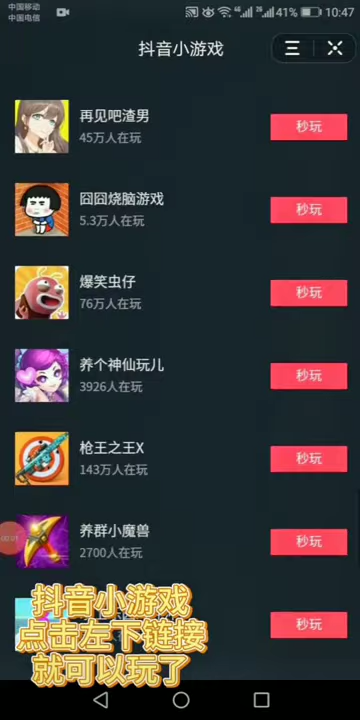 中国移动
中国电信
4G 2G 41% 10:47
抖音小游戏
再见吧渣男
45万人在玩
秒玩
囧囧烧脑游戏
5.3万人在玩
秒玩
爆笑虫仔
76万人在玩
秒玩
养个神仙玩儿
3926人在玩
秒玩
枪王之王X
143万人在玩
秒玩
养群小魔兽
2700人在玩
秒玩
00:01
秒玩
抖音小游戏
点击左下链接
就可以玩了